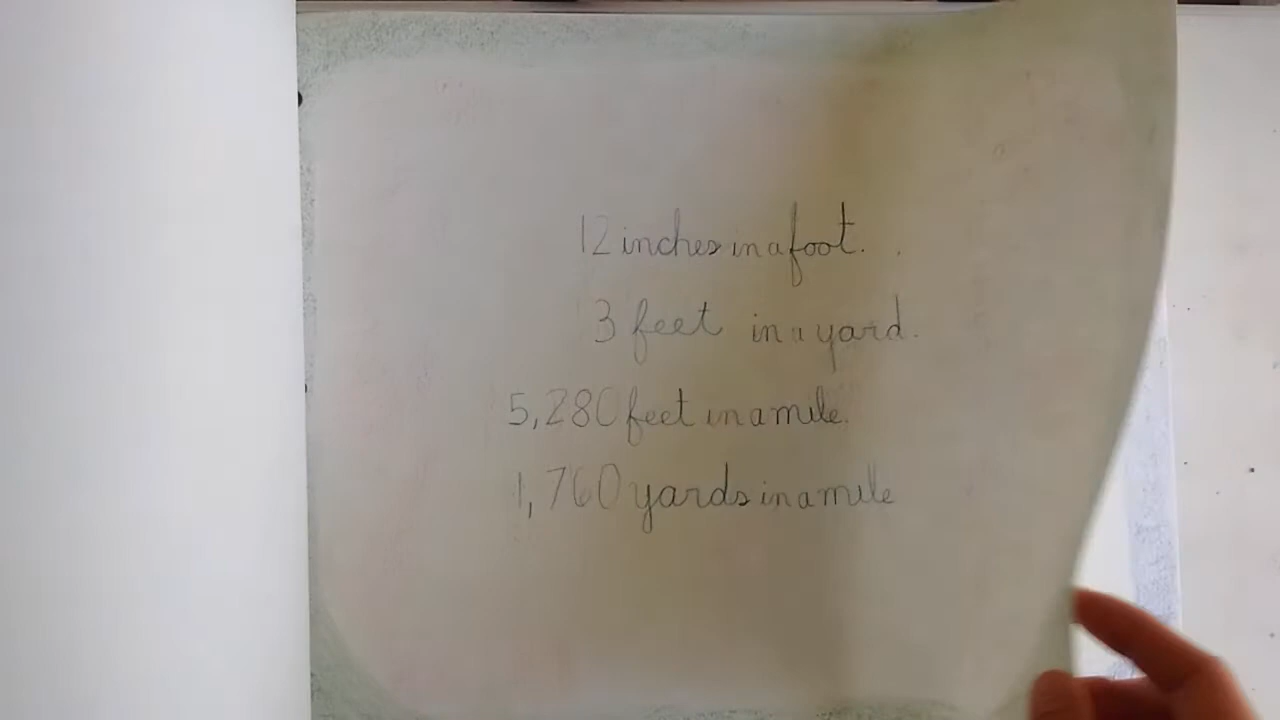 12 inches in a foot.
3 feet in a yard.
5,280 feet in a mile.
1,760 yards in a mile